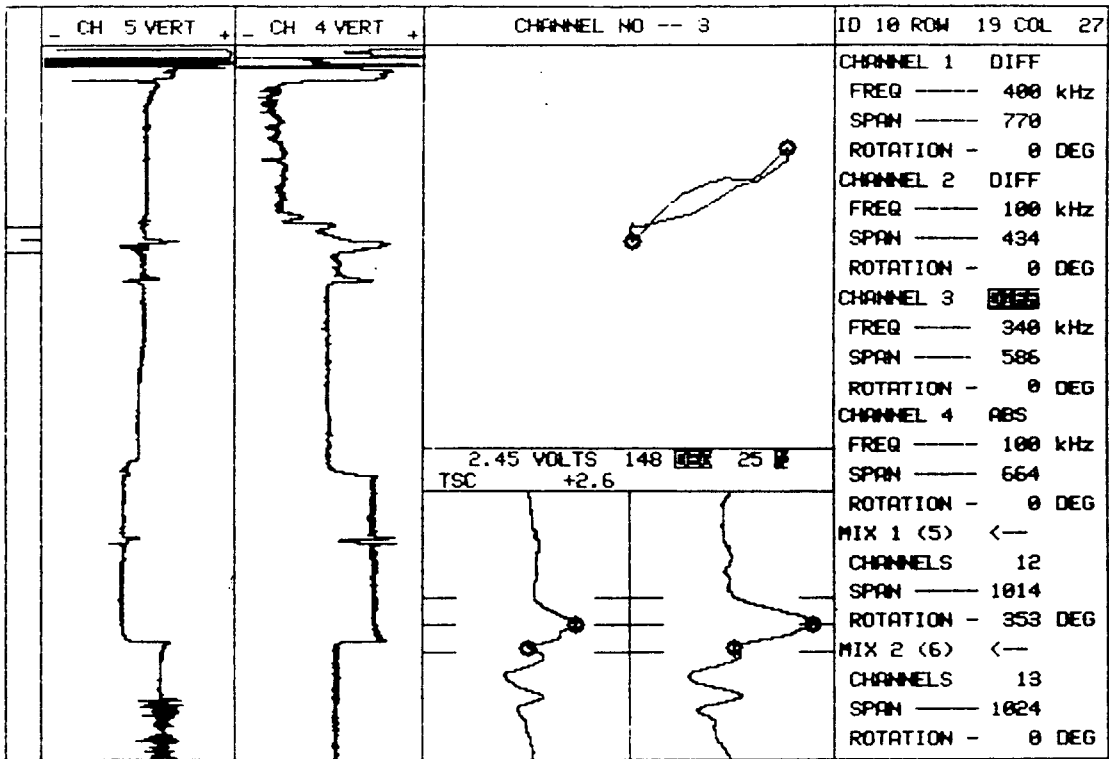 _ CH 5 VERT +
_ CH 4 VERT +
CHANNEL NO -- 3
ID 10 ROW 19 COL 27
CHANNEL 1 DIFF
FREQ ----- 400 kHz
SPAN ----- 770
ROTATION - 0 DEG
CHANNEL 2 DIFF
FREQ ----- 100 kHz
SPAN ----- 434
ROTATION - 0 DEG
CHANNEL 3 DIFF
FREQ ----- 340 kHz
SPAN ----- 586
ROTATION - 0 DEG
CHANNEL 4 ABS
FREQ ----- 100 kHz
SPAN ----- 664
ROTATION - 0 DEG
MIX 1 (5) <--
CHANNELS 12
SPAN ----- 1014
ROTATION - 353 DEG
MIX 2 (6) <--
CHANNELS 13
SPAN ----- 1024
ROTATION - 0 DEG
2.45 VOLTS 148 DEG 25
TSC +2.6